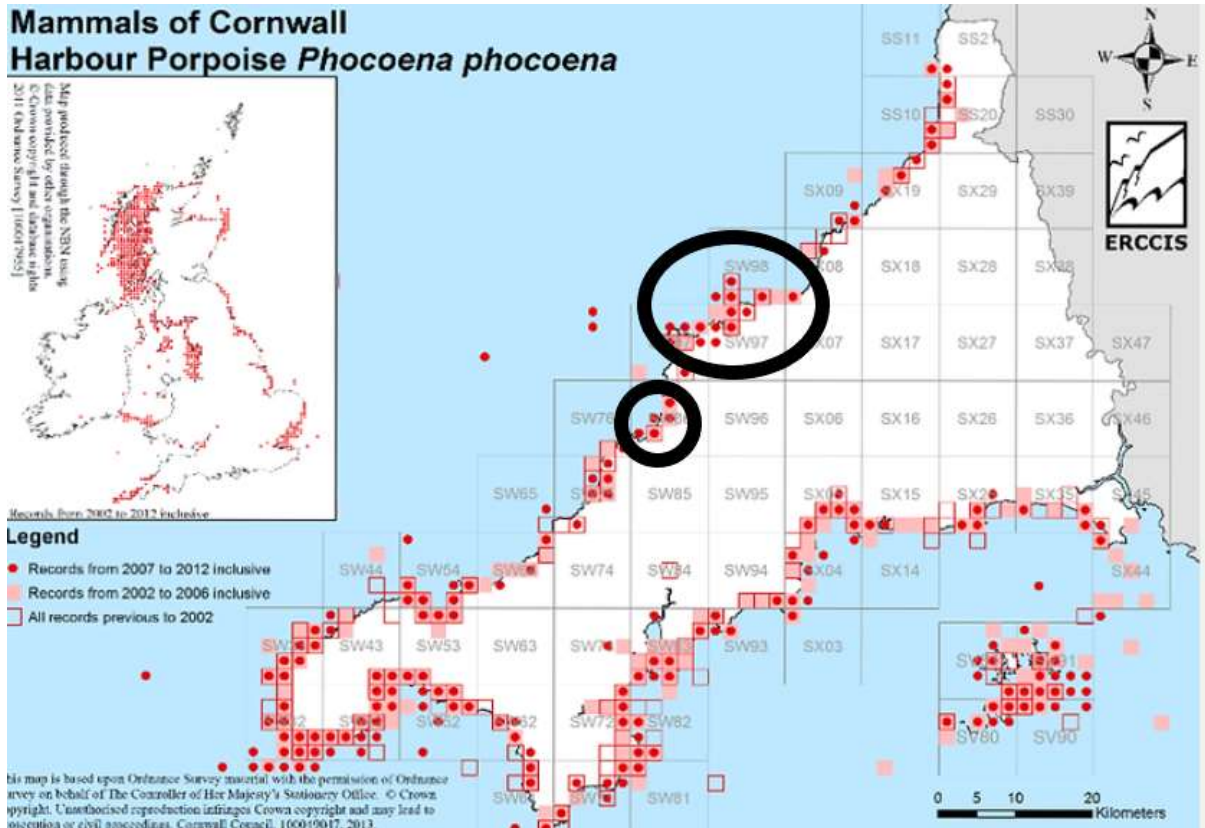 Mammals of Cornwall
Harbour Porpoise Phocoena phocoena
Map produced through the NBN using
data provided by other organisations.
© Crown copyright and database rights
2011 Ordnance Survey
Records from 2002 to 2012 inclusive
Legend
Records from 2007 to 2012 inclusive
Records from 2002 to 2006 inclusive
All records previous to 2002
N
W E
S
ERCCIS
SS11 SS2
SS10 SS20 SS30
SX09 SX19 SX29 SX39
SW98 SX08 SX18 SX28 SX38
SW97 SX07 SX17 SX27 SX37 SX47
SW76 SW96 SX06 SX16 SX26 SX36 SX46
SW65 SW85 SW95 SX15 SX35
SW44 SW54 SW74 SW84 SW94 SX04 SX14 SX44
SW43 SW53 SW63 SW93 SX03
SW52 SW62 SW72 SW82
SW81
SV80 SV90
0 5 10 20
Kilometers
his map is based upon Ordnance Survey material with the permission of Ordnance
urvey on behalf of The Controller of Her Majesty's Stationery Office. © Crown
opyright. Unauthorised reproduction infringes Crown copyright and may lead to
rosecution or civil proceedings. Cornwall Council. 100049047, 2013